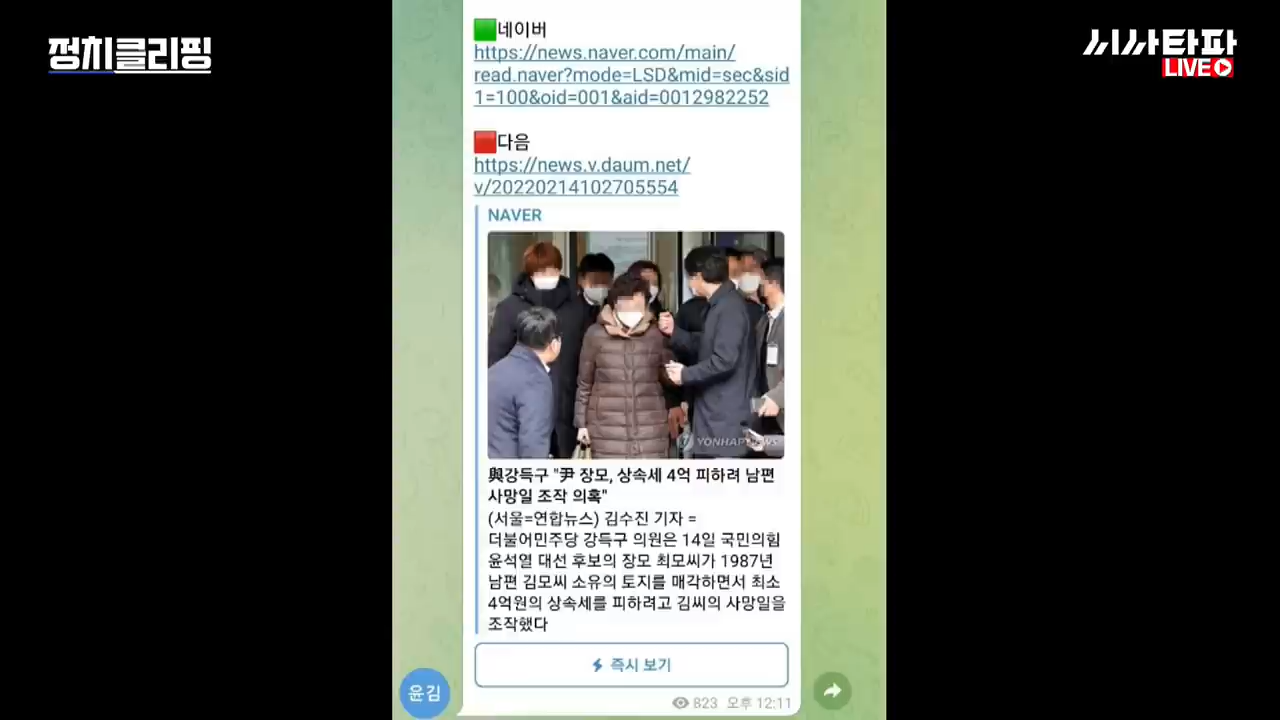 정치클리핑
시사타파
LIVE
네이버
https://news.naver.com/main/
read.naver?mode=LSD&mid=sec&sid
1=100&oid=001&aid=0012982252
다음
https://news.v.daum.net/
v/20220214102705554
NAVER
YONHAPNEWS
與강득구 "尹 장모, 상속세 4억 피하려 남편
사망일 조작 의혹"
(서울=연합뉴스) 김수진 기자 =
더불어민주당 강득구 의원은 14일 국민의힘
윤석열 대선 후보의 장모 최모씨가 1987년
남편 김모씨 소유의 토지를 매각하면서 최소
4억원의 상속세를 피하려고 김씨의 사망일을
조작했다
즉시 보기
윤김
823 오후 12:11